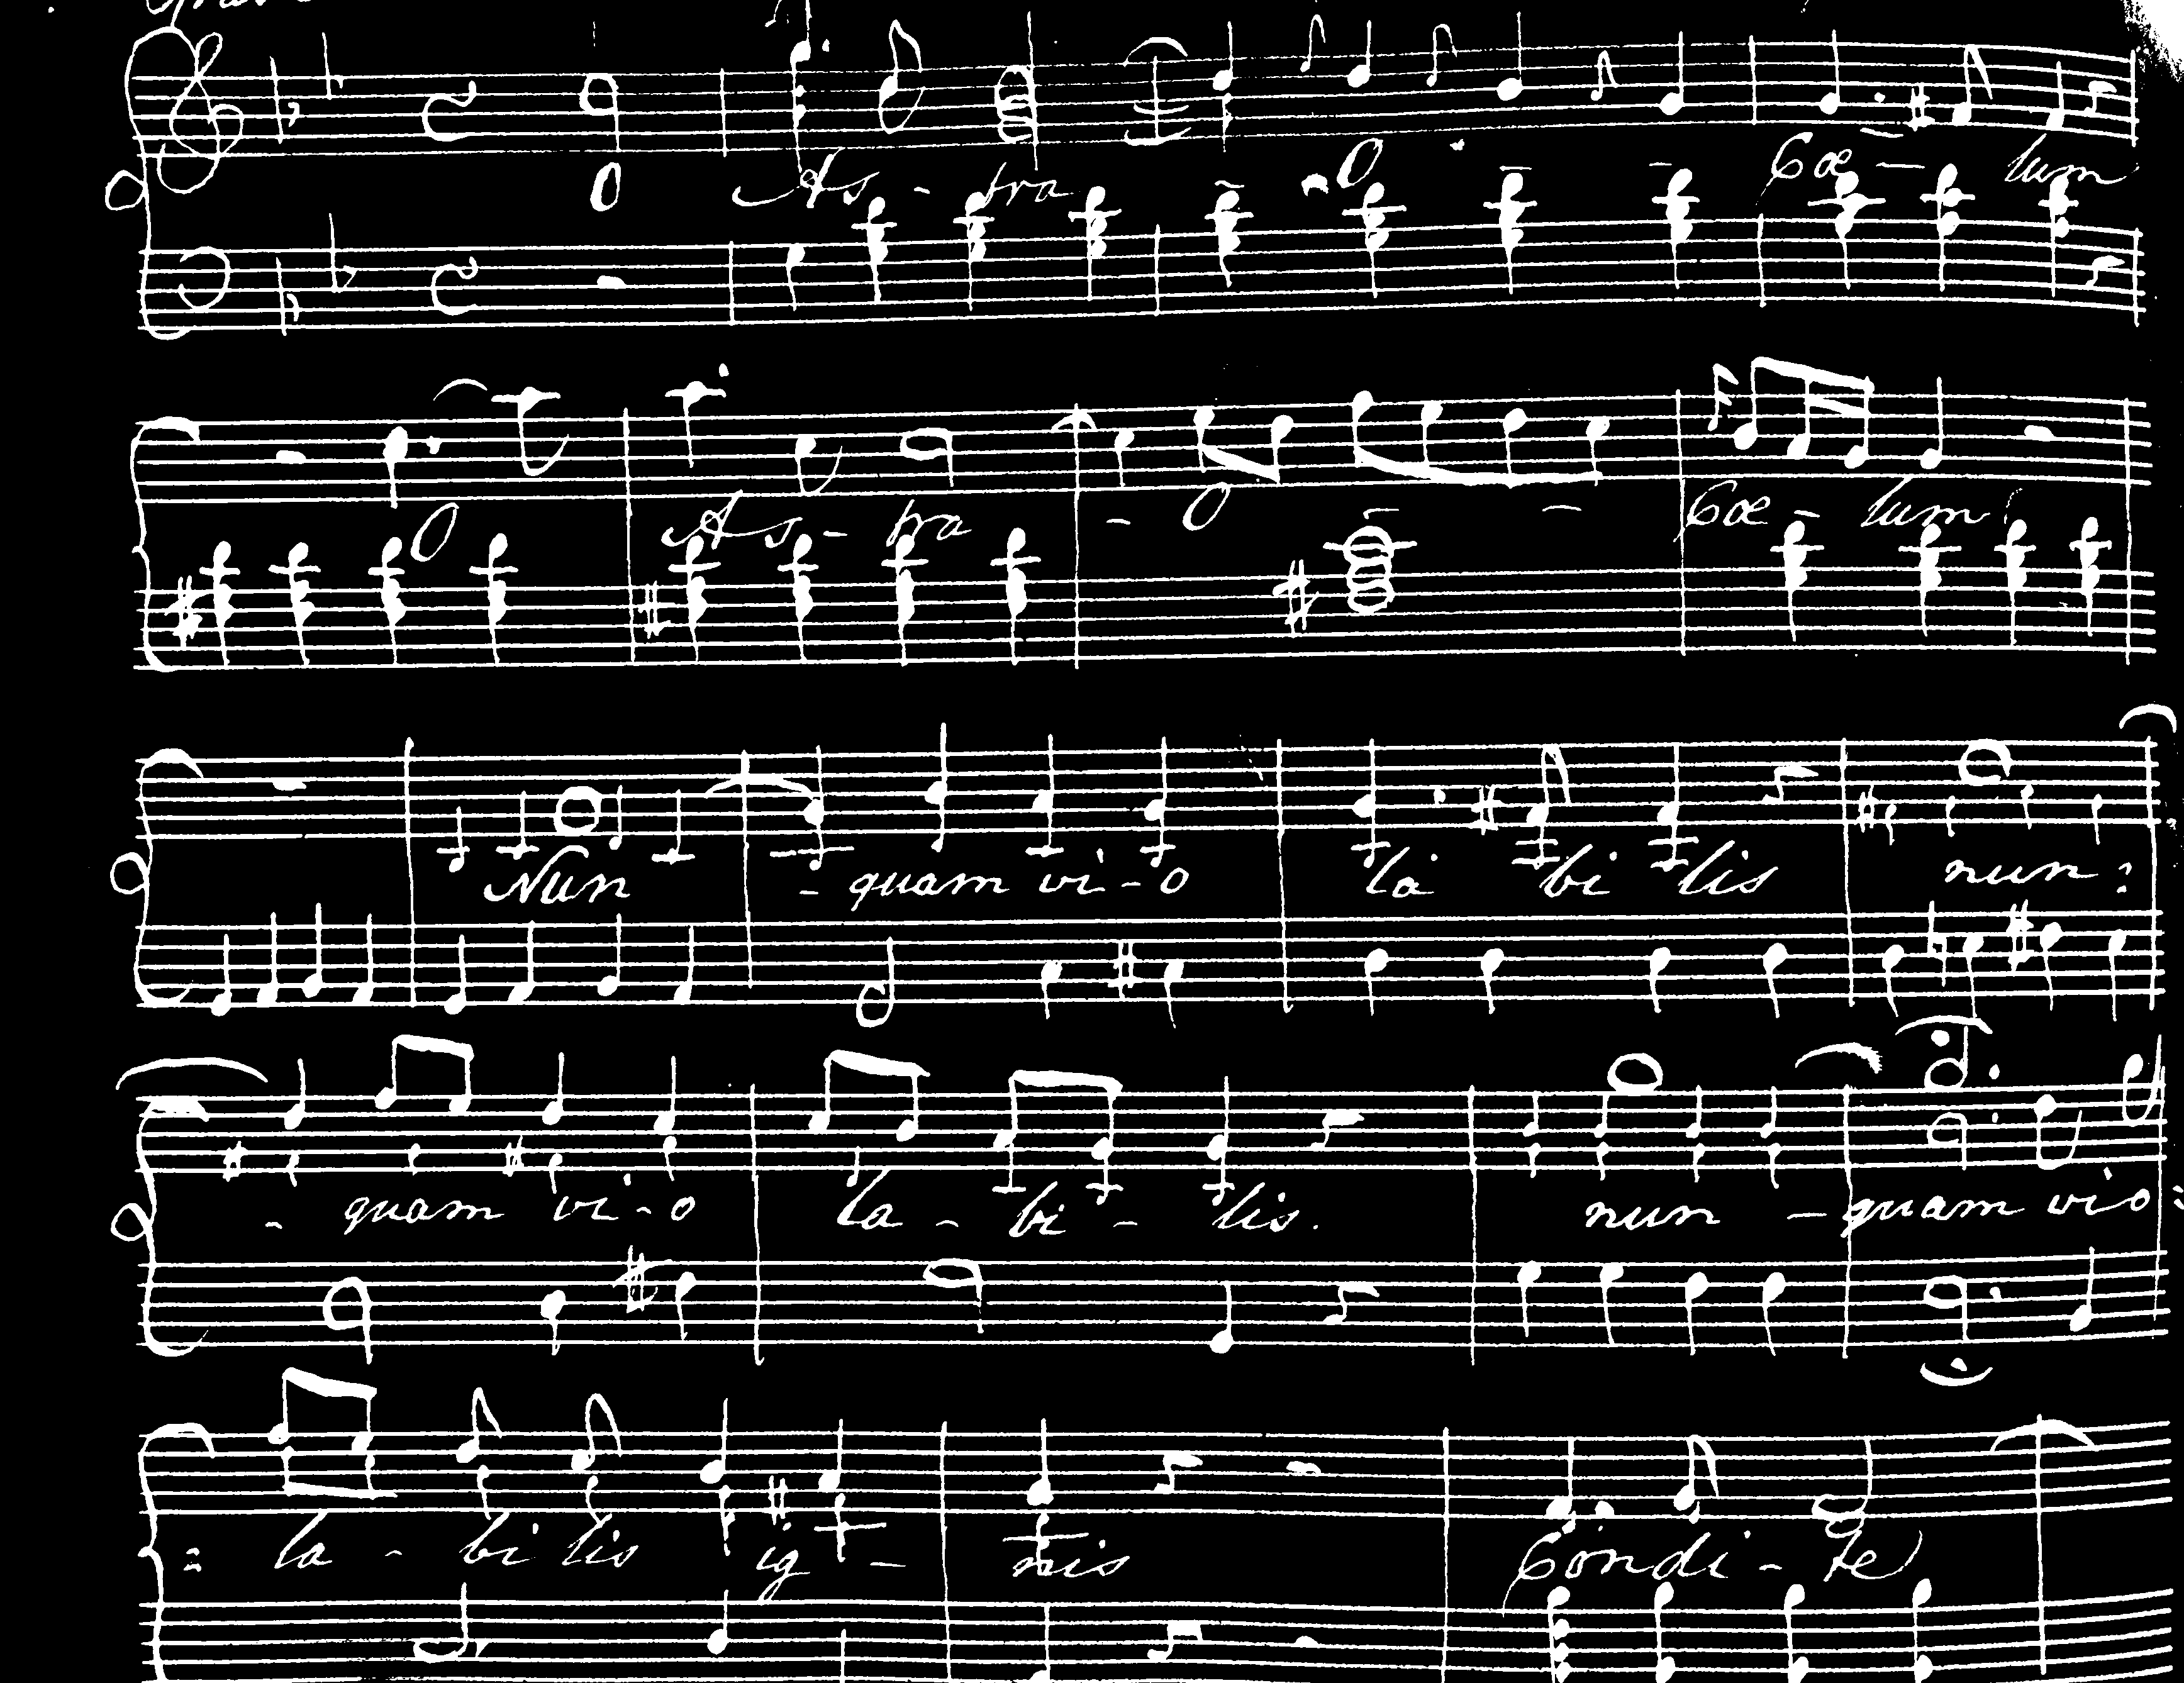 O As - tra - O - - Cœ - lum
O As - tra - O - - Cœ - lum
Nun - quam vi - o la bi lis nun :
- quam vi - o la - bi - lis. nun - quam vio :
: la - bi lis ig - nis Condi - te